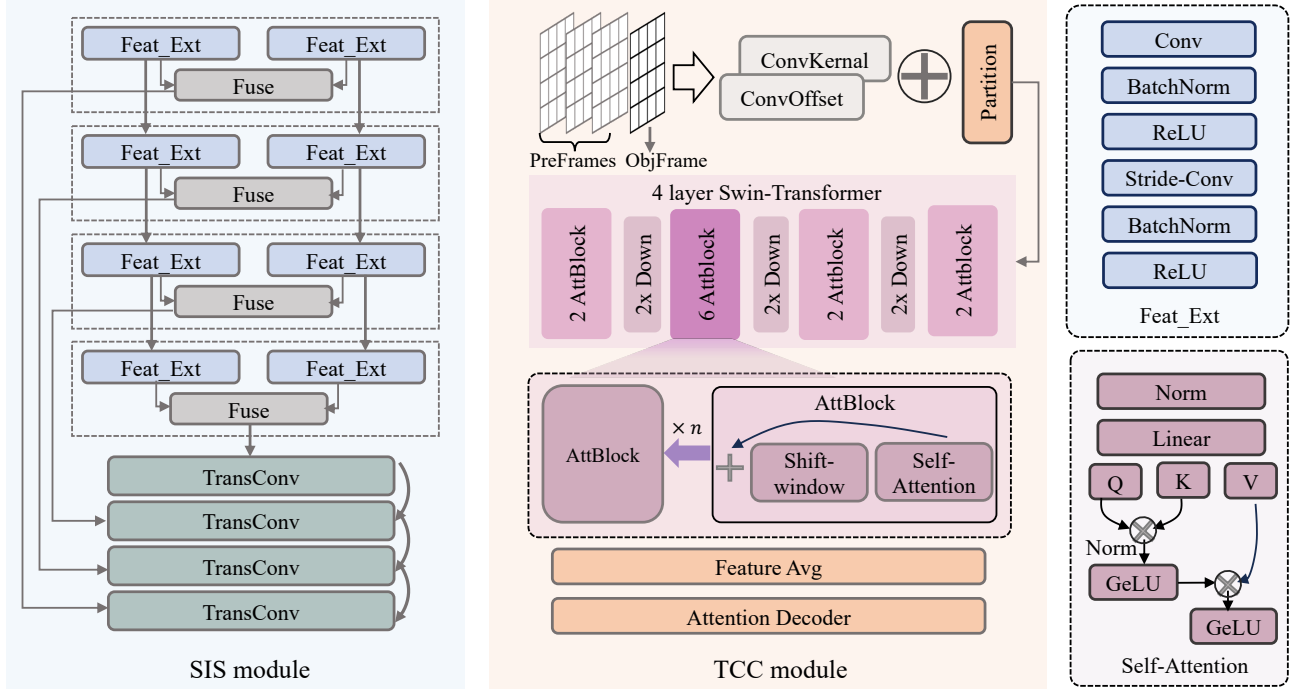 Feat_Ext
Feat_Ext
Fuse
Feat_Ext
Feat_Ext
Fuse
Feat_Ext
Feat_Ext
Fuse
Feat_Ext
Feat_Ext
Fuse
TransConv
TransConv
TransConv
TransConv
SIS module
PreFrames
ObjFrame
ConvKernal
ConvOffset
Partition
4 layer Swin-Transformer
2 AttBlock
2x Down
6 Attblock
2x Down
2 Attblock
2x Down
2 Attblock
AttBlock
× n
AttBlock
Shift-
window
Self-
Attention
Feature Avg
Attention Decoder
TCC module
Conv
BatchNorm
ReLU
Stride-Conv
BatchNorm
ReLU
Feat_Ext
Norm
Linear
Q
K
V
Norm
GeLU
GeLU
Self-Attention